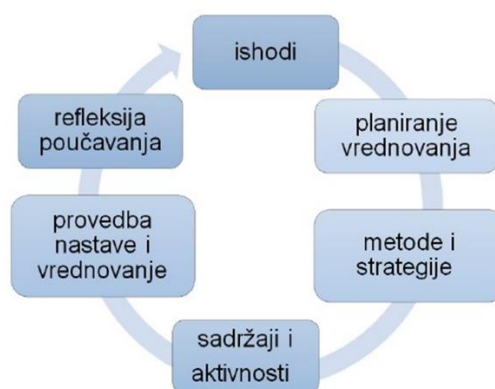 ishodi
planiranje
vrednovanja
metode i
strategije
sadržaji i
aktivnosti
provedba
nastave i
vrednovanje
refleksija
poučavanja